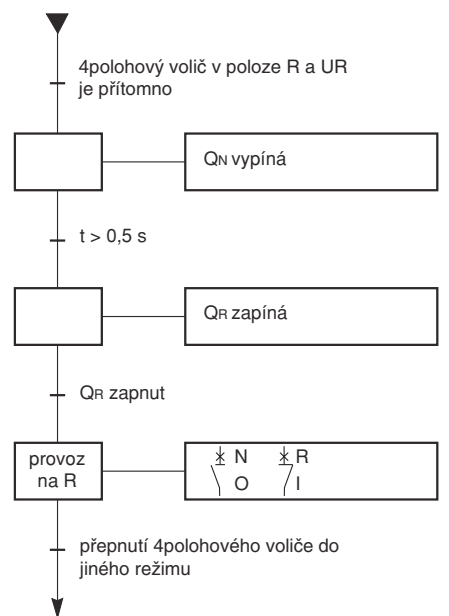 4polohový volič v poloze R a UR
je přítomno
QN vypíná
t > 0,5 s
QR zapíná
QR zapnut
provoz
na R
N R
O I
přepnutí 4polohového voliče do
jiného režimu